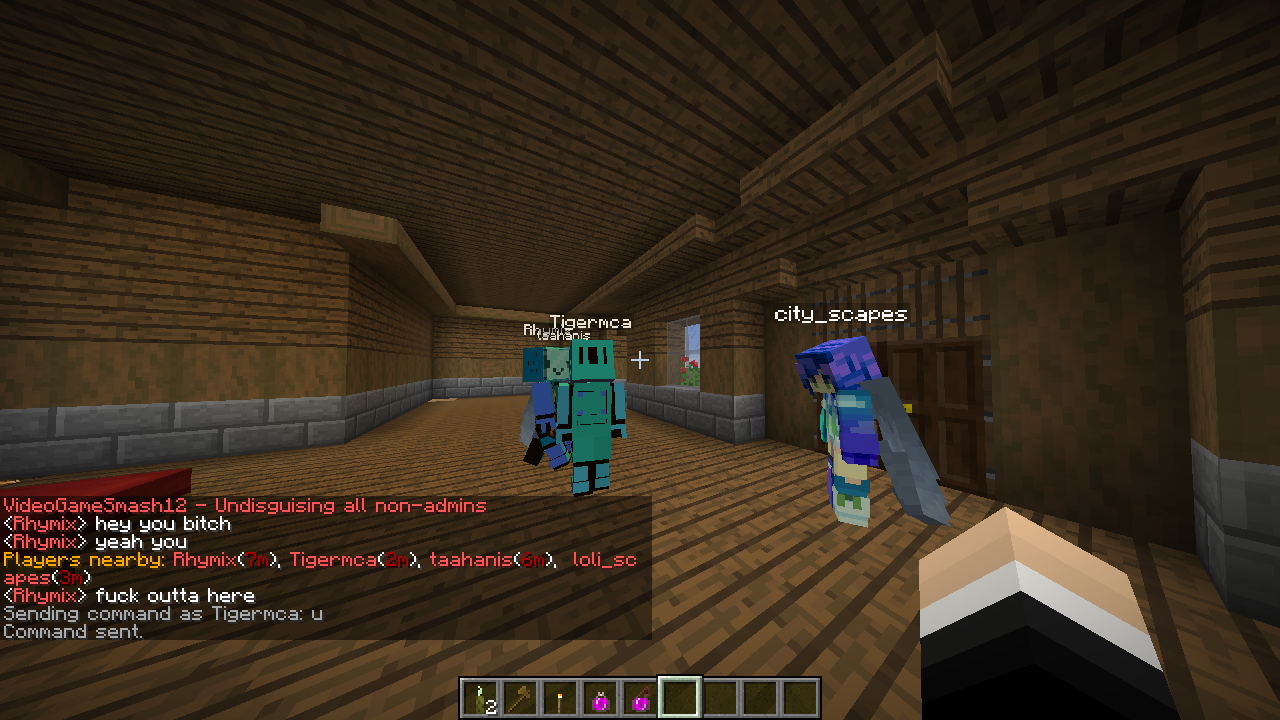 Tigermca
taahanis
city_scapes
VideoGameSmash12 - Undisguising all non-admins
<Rhymix> hey you bitch
<Rhymix> yeah you
Players nearby: Rhymix(7m), Tigermca(2m), taahanis(6m), loli_sc
apes(3m)
<Rhymix> fuck outta here
Sending command as Tigermca: u
Command sent.
2